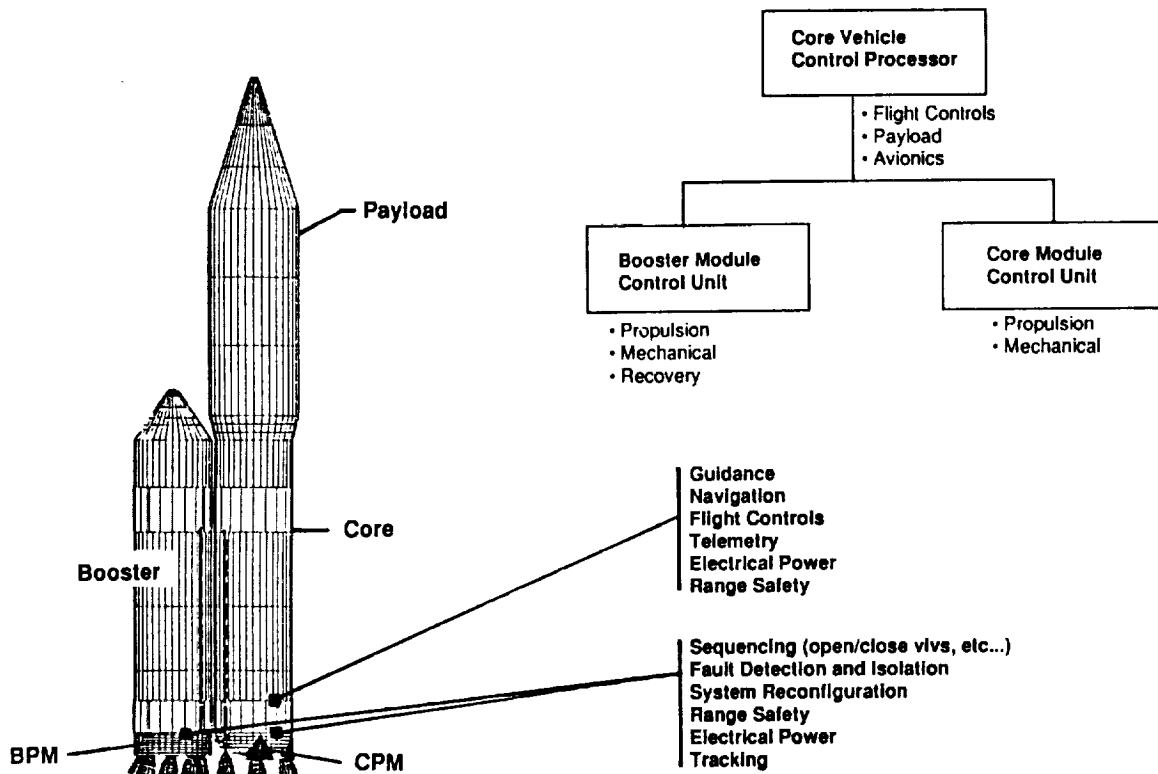 Core Vehicle
Control Processor
• Flight Controls
• Payload
• Avionics
Booster Module
Control Unit
• Propulsion
• Mechanical
• Recovery
Core Module
Control Unit
• Propulsion
• Mechanical
Payload
Core
Booster
BPM
CPM
Guidance
Navigation
Flight Controls
Telemetry
Electrical Power
Range Safety
Sequencing (open/close vlvs, etc...)
Fault Detection and Isolation
System Reconfiguration
Range Safety
Electrical Power
Tracking